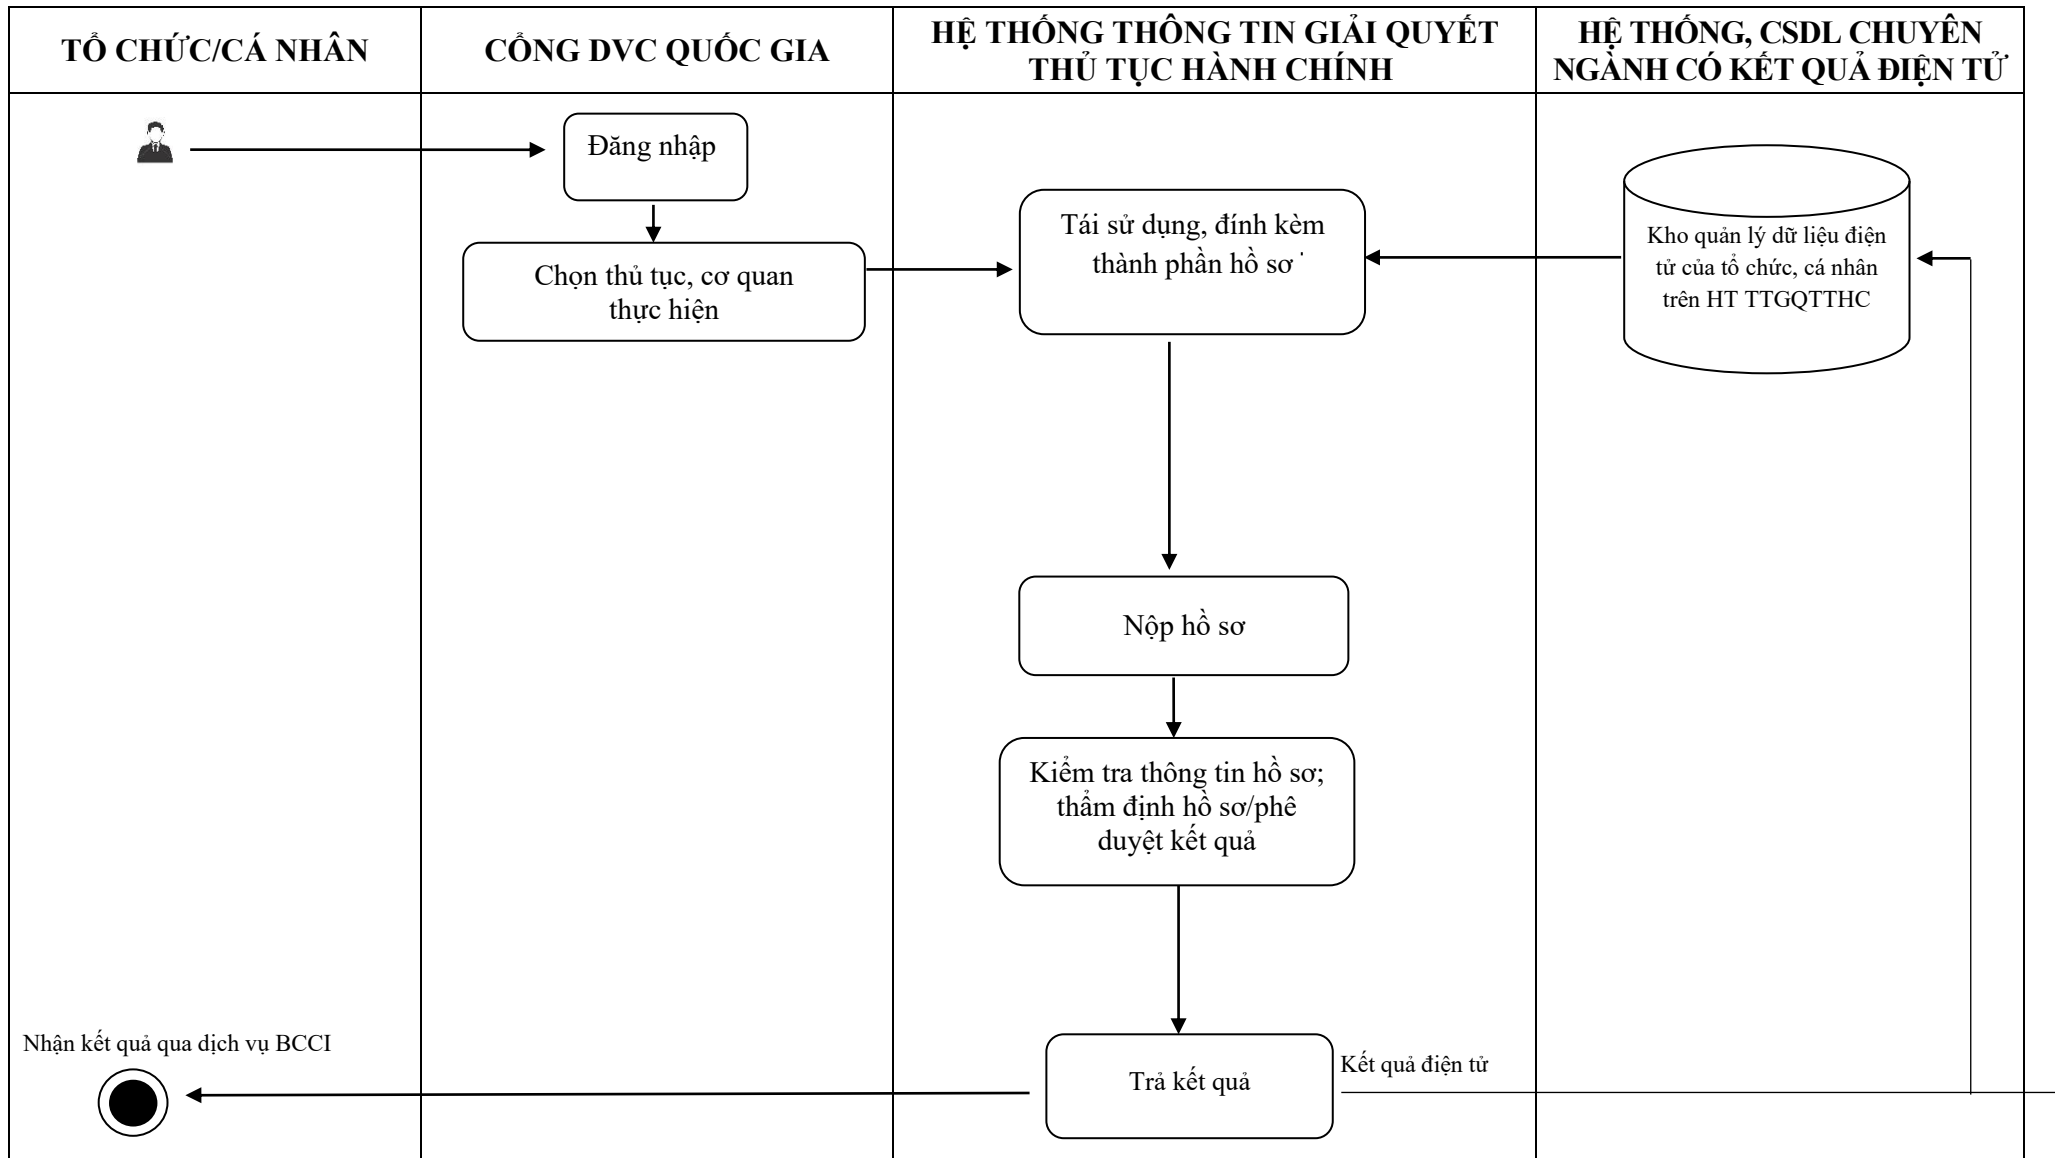 TỔ CHỨC/CÁ NHÂN
CỔNG DVC QUỐC GIA
HỆ THỐNG THÔNG TIN GIẢI QUYẾT
THỦ TỤC HÀNH CHÍNH
HỆ THỐNG, CSDL CHUYÊN
NGÀNH CÓ KẾT QUẢ ĐIỆN TỬ
Đăng nhập
Chọn thủ tục, cơ quan
thực hiện
Tái sử dụng, đính kèm
thành phần hồ sơ
Kho quản lý dữ liệu điện
tử của tổ chức, cá nhân
trên HT TTGQTTHC
Nộp hồ sơ
Kiểm tra thông tin hồ sơ;
thẩm định hồ sơ/phê
duyệt kết quả
Nhận kết quả qua dịch vụ BCCI
Trả kết quả
Kết quả điện tử